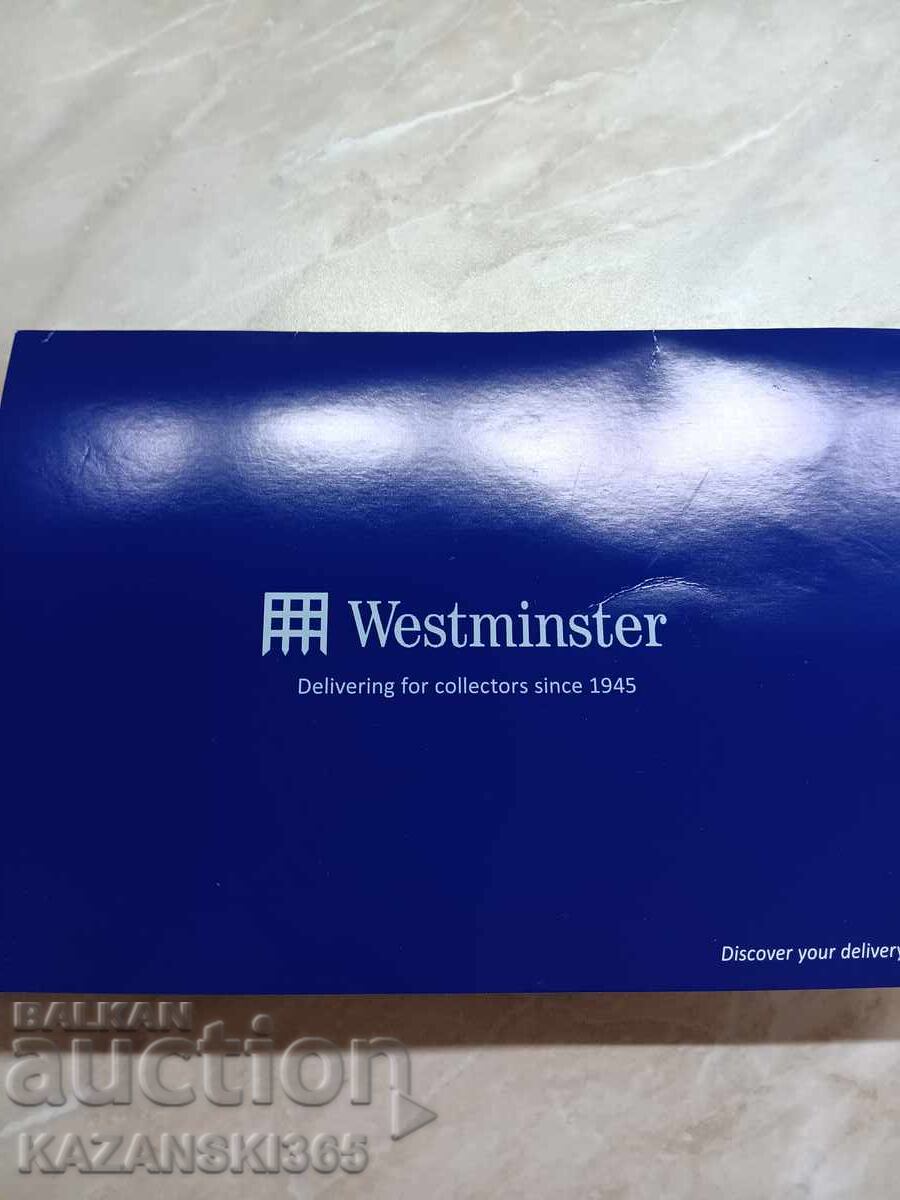 Westminster
Delivering for collectors since 1945
Discover your delivery
BALKAN
auction
KAZANSKI365